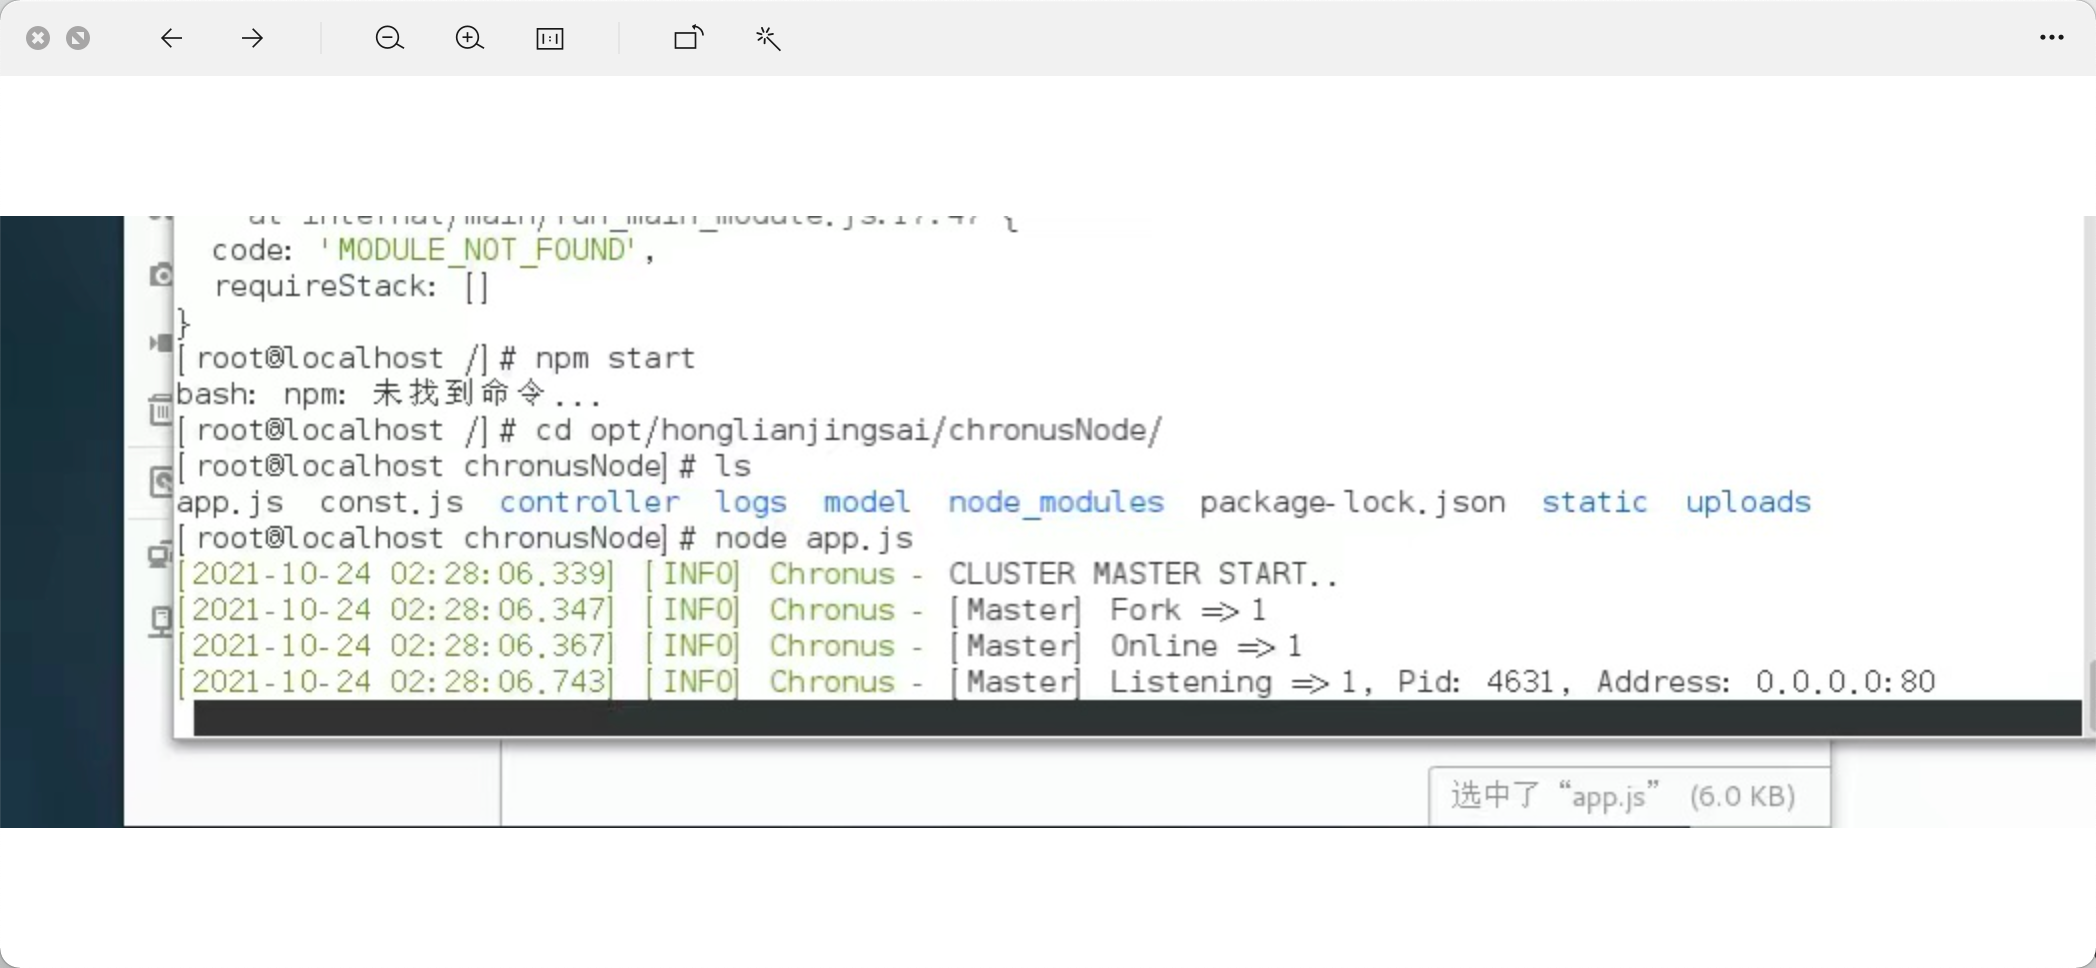 at internal/main/run_main_module.js:17:47 {
code: 'MODULE_NOT_FOUND',
requireStack: []
}
[root@localhost /]# npm start
bash: npm: 未找到命令...
[root@localhost /]# cd opt/honglianjingsai/chronusNode/
[root@localhost chronusNode]# ls
app.js const.js controller logs model node_modules package-lock.json static uploads
[root@localhost chronusNode]# node app.js
[2021-10-24 02:28:06.339] [INFO] Chronus - CLUSTER MASTER START..
[2021-10-24 02:28:06.347] [INFO] Chronus - [Master] Fork => 1
[2021-10-24 02:28:06.367] [INFO] Chronus - [Master] Online => 1
[2021-10-24 02:28:06.743] [INFO] Chronus - [Master] Listening => 1, Pid: 4631, Address: 0.0.0.0:80
选中了“app.js” (6.0 KB)